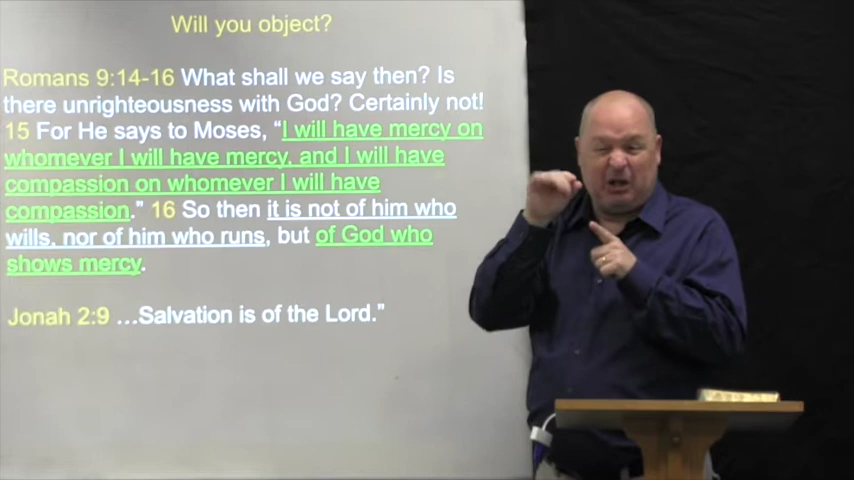 Will you object?
Romans 9:14-16 What shall we say then? Is
there unrighteousness with God? Certainly not!
15 For He says to Moses, “I will have mercy on
whomever I will have mercy, and I will have
compassion on whomever I will have
compassion.” 16 So then it is not of him who
wills, nor of him who runs, but of God who
shows mercy.
Jonah 2:9 …Salvation is of the Lord.”